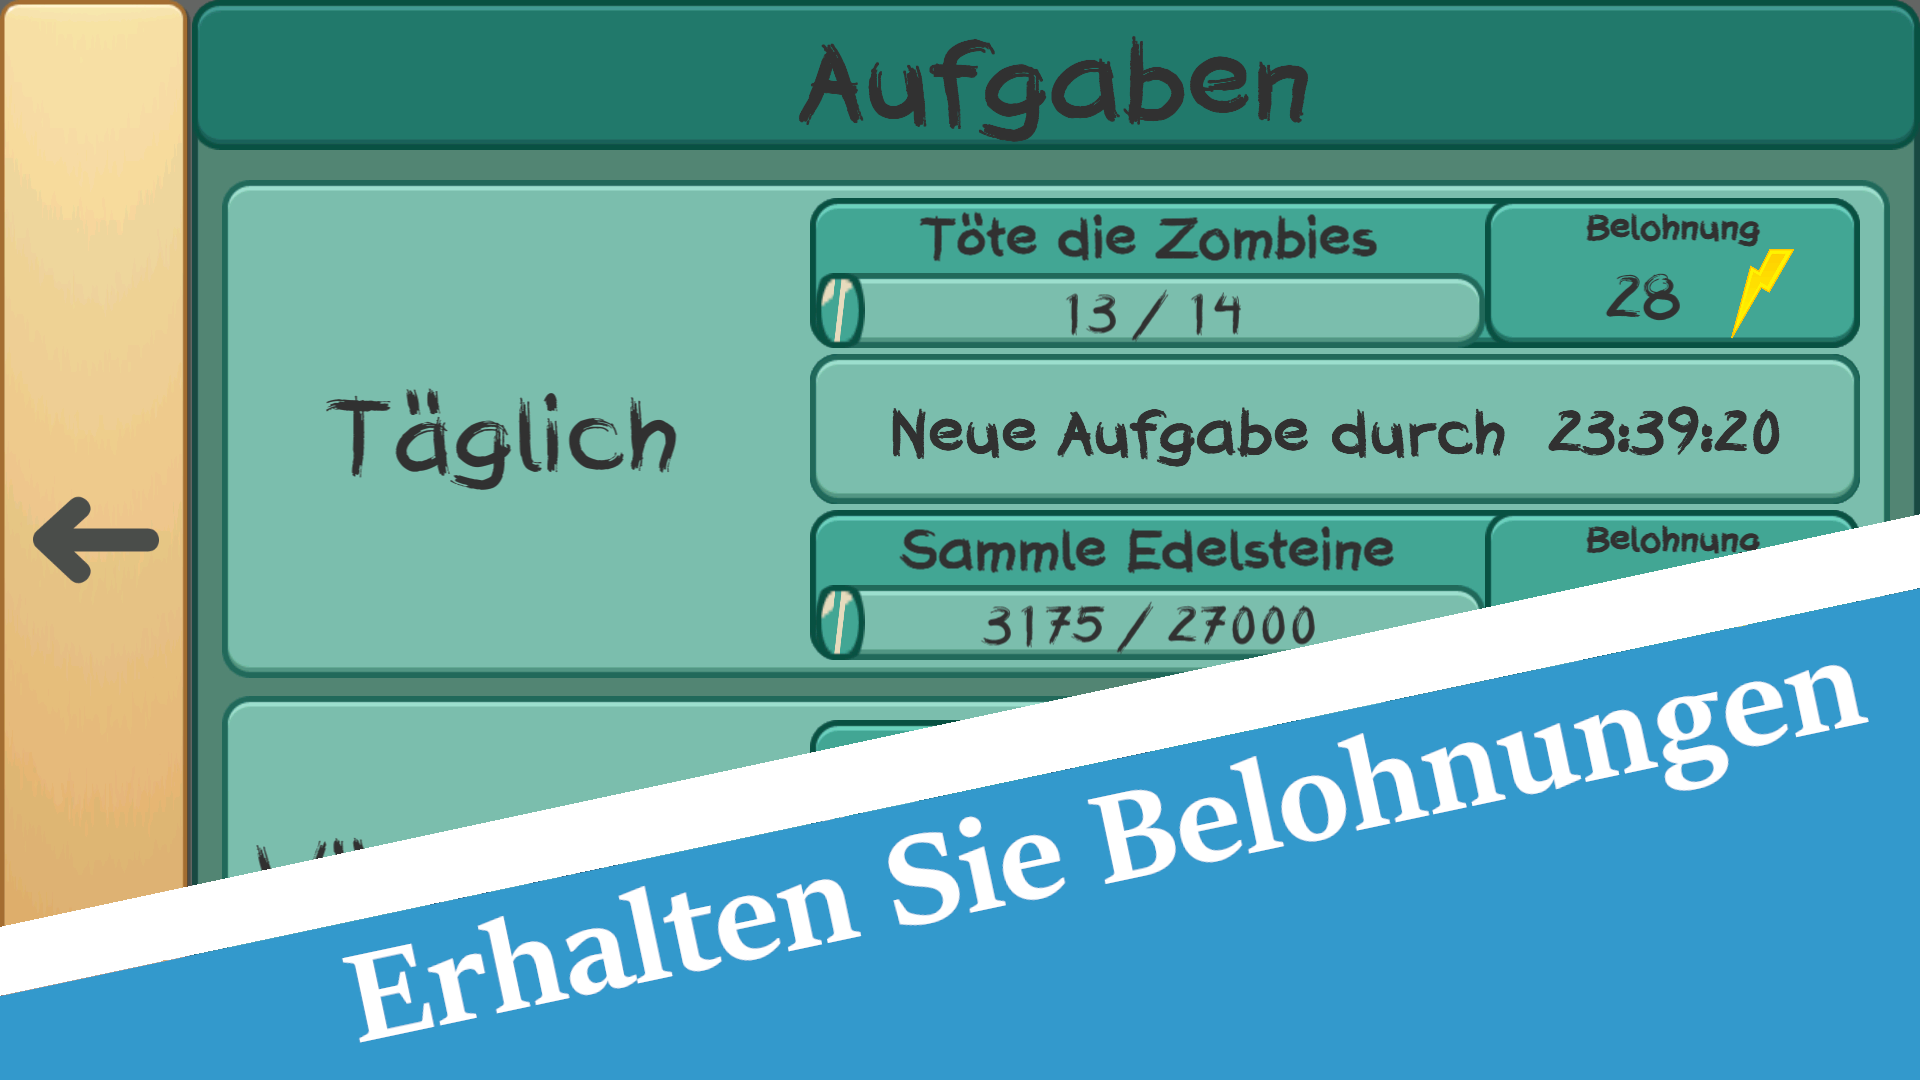 Aufgaben
Täglich
Töte die Zombies
13 / 14
Belohnung
28
Neue Aufgabe durch 23:39:20
Sammle Edelsteine
3175 / 27000
Belohnung
Erhalten Sie Belohnungen